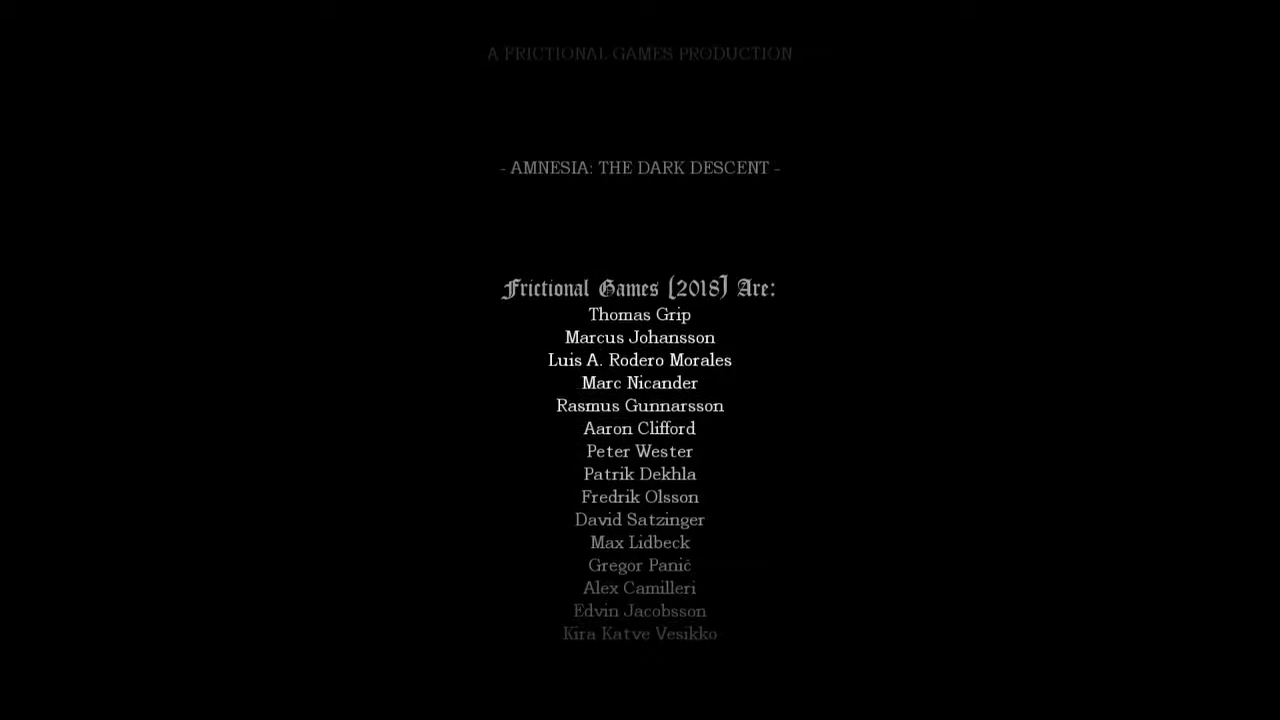 A FRICTIONAL GAMES PRODUCTION
- AMNESIA: THE DARK DESCENT -
Frictional Games [2018] Are:
Thomas Grip
Marcus Johansson
Luis A. Rodero Morales
Marc Nicander
Rasmus Gunnarsson
Aaron Clifford
Peter Wester
Patrik Dekhla
Fredrik Olsson
David Satzinger
Max Lidbeck
Gregor Panič
Alex Camilleri
Edvin Jacobsson
Kira Katve Vesikko